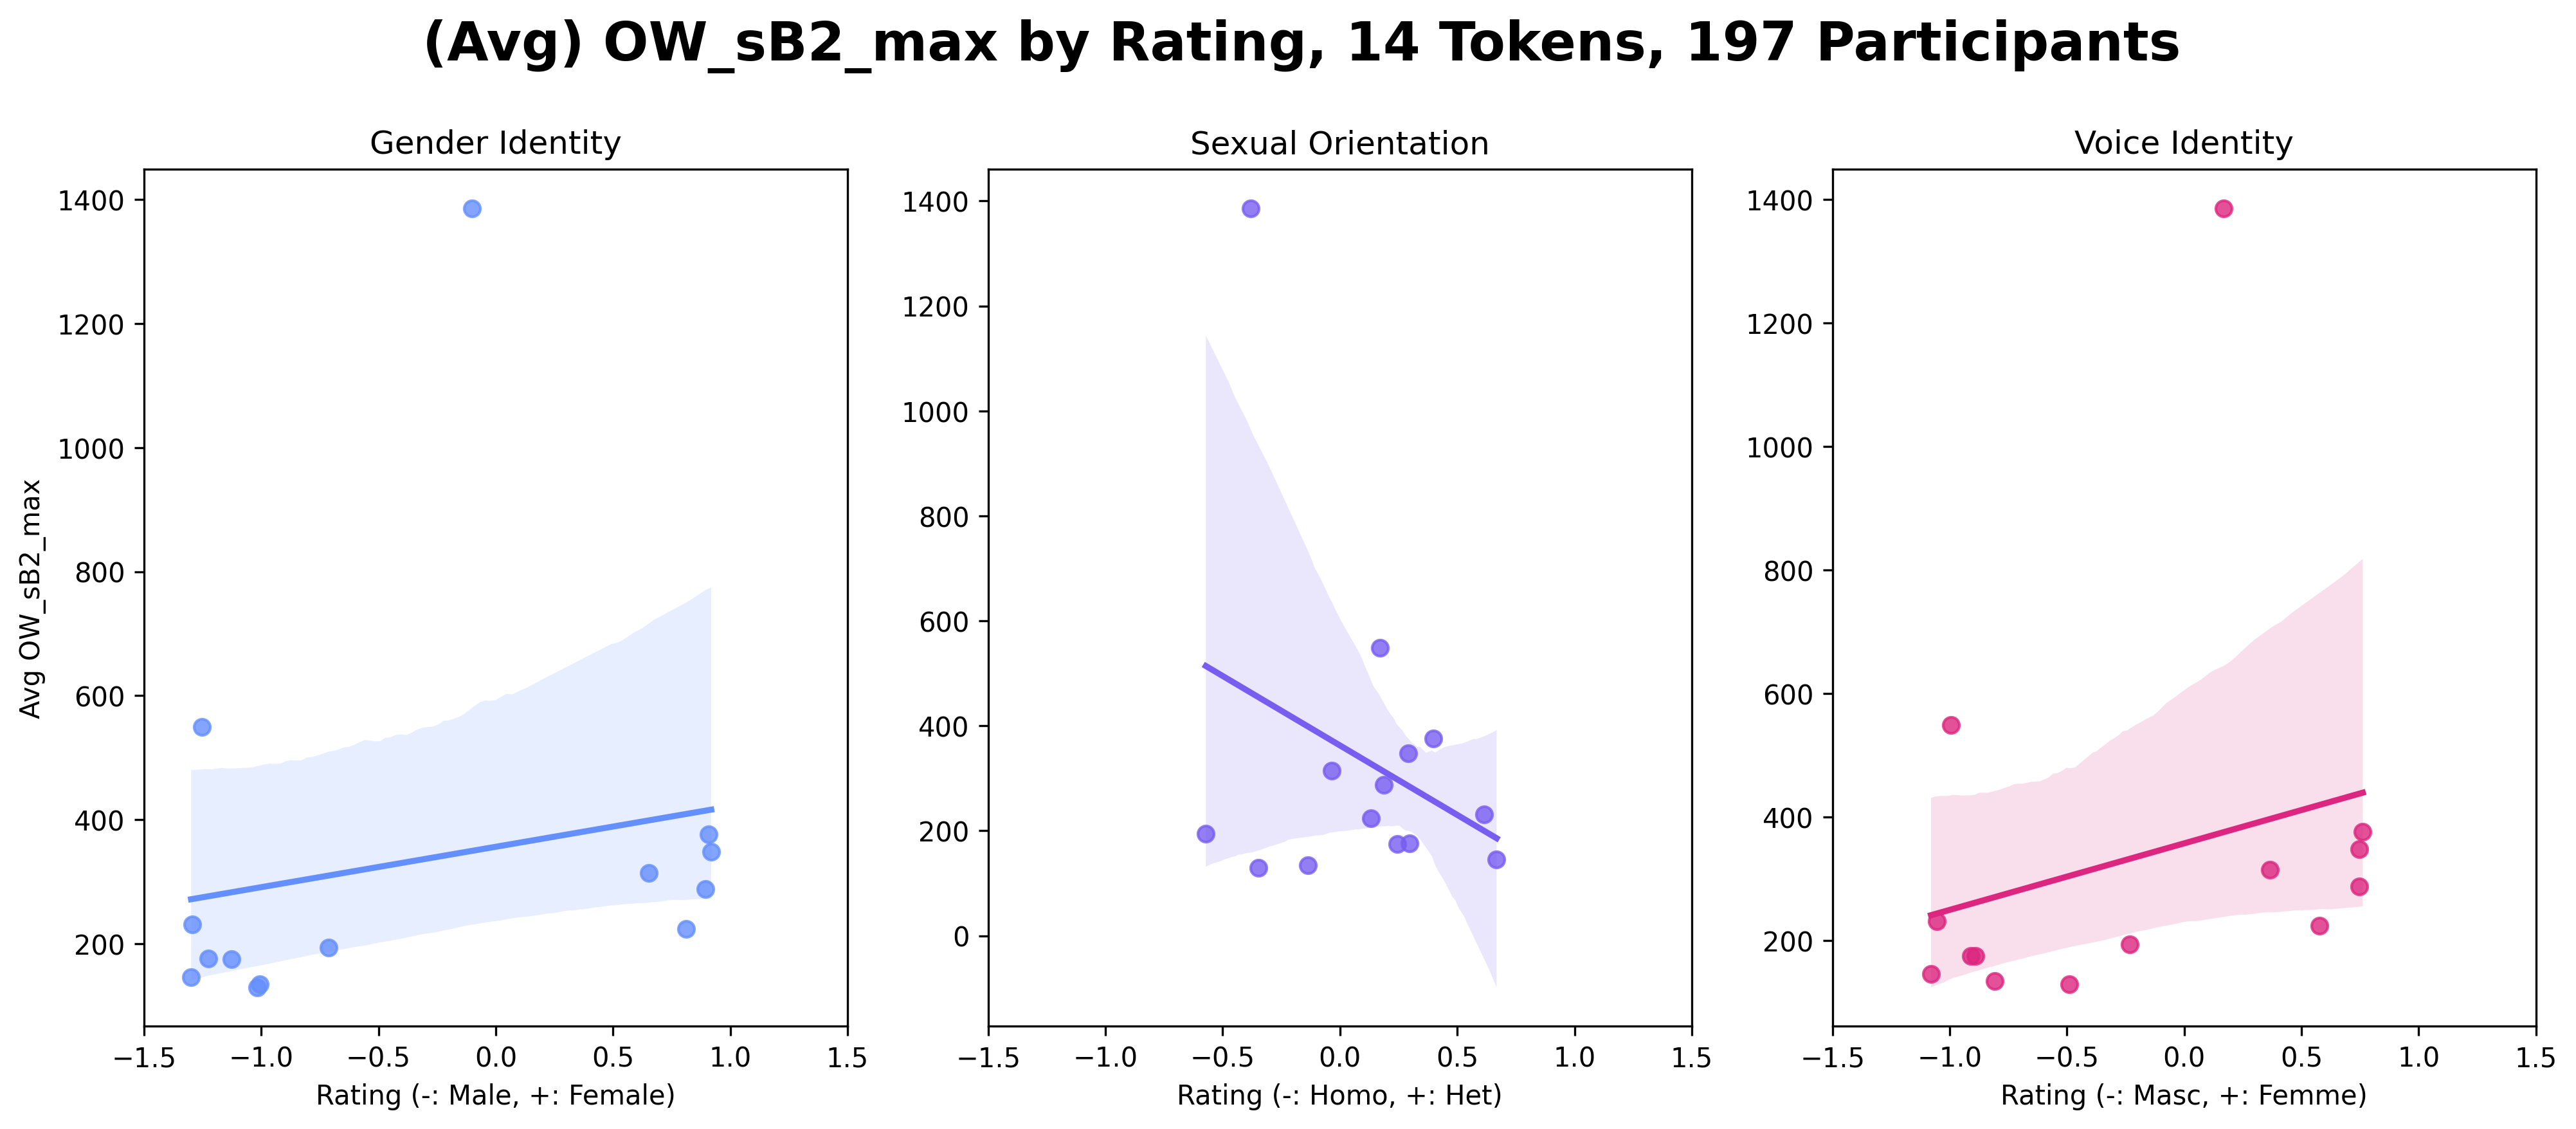 (Avg) OW_sB2_max by Rating, 14 Tokens, 197 Participants
Gender Identity
Sexual Orientation
Voice Identity
Avg OW_sB2_max
1400
1200
1000
800
600
400
200
−1.5 −1.0 −0.5 0.0 0.5 1.0 1.5
Rating (-: Male, +: Female)
1400
1200
1000
800
600
400
200
0
−1.5 −1.0 −0.5 0.0 0.5 1.0 1.5
Rating (-: Homo, +: Het)
1400
1200
1000
800
600
400
200
−1.5 −1.0 −0.5 0.0 0.5 1.0 1.5
Rating (-: Masc, +: Femme)